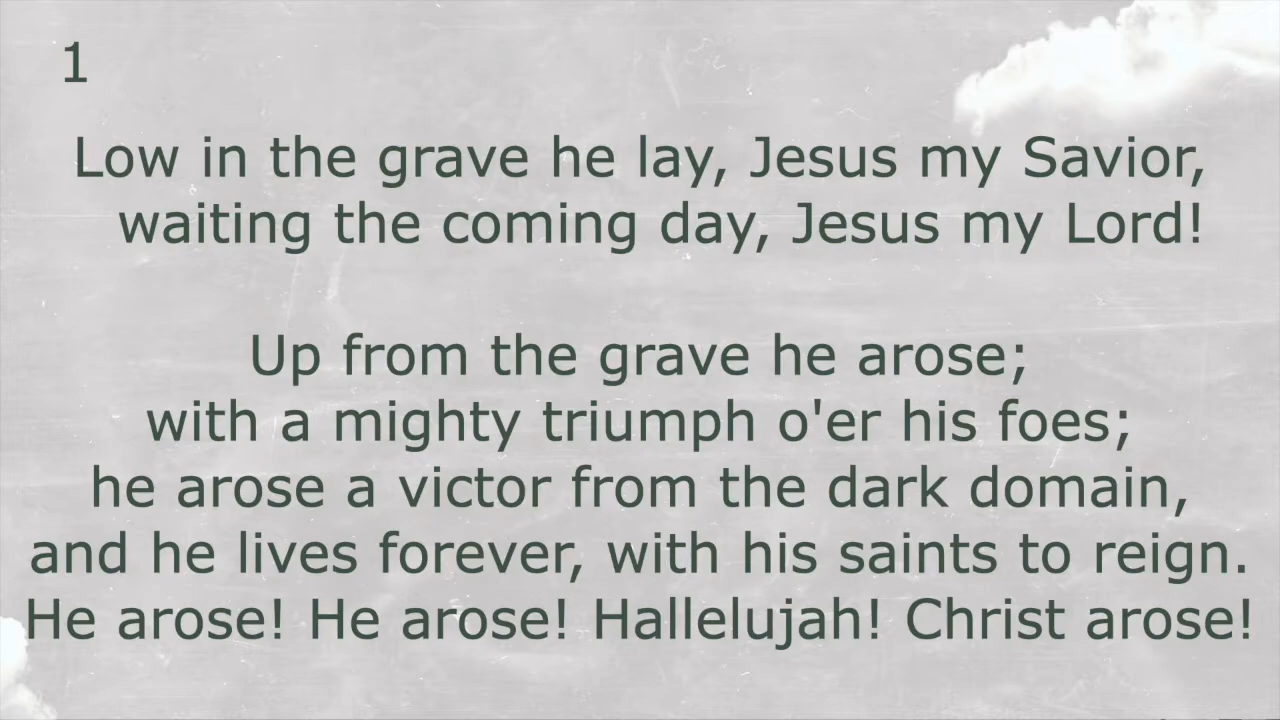 1
Low in the grave he lay, Jesus my Savior,
waiting the coming day, Jesus my Lord!
Up from the grave he arose;
with a mighty triumph o'er his foes;
he arose a victor from the dark domain,
and he lives forever, with his saints to reign.
He arose! He arose! Hallelujah! Christ arose!